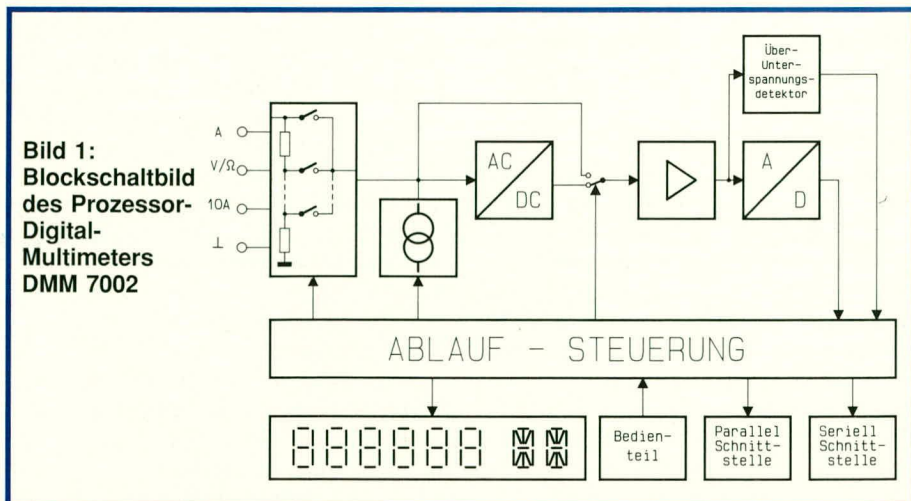 Bild 1:
Blockschaltbild
des Prozessor-
Digital-
Multimeters
DMM 7002
A
V/Ω
10A
⊥
AC
DC
Über-
Unter-
spannungs-
detektor
A
D
ABLAUF - STEUERUNG
Bedien-
teil
Parallel
Schnitt-
stelle
Seriell
Schnitt-
stelle